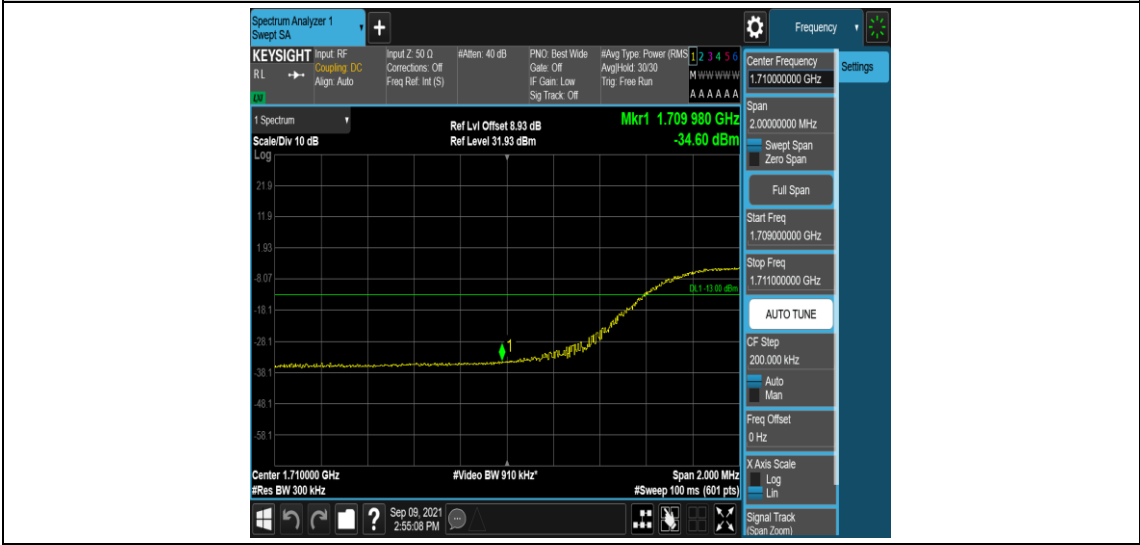 Spectrum Analyzer 1
Swept SA
+
Frequency
KEYSIGHT
RL
LNI
Input: RF
Coupling: DC
Align: Auto
Input Z: 50 Ω
Corrections: Off
Freq Ref: Int (S)
#Atten: 40 dB
PNO: Best Wide
Gate: Off
IF Gain: Low
Sig Track: Off
#Avg Type: Power (RMS
Avg|Hold: 30/30
Trig: Free Run
1 2 3 4 5 6
M W W W W W
A A A A A A
1 Spectrum
Scale/Div 10 dB
Log
Ref Lvl Offset 8.93 dB
Ref Level 31.93 dBm
Mkr1 1.709 980 GHz
-34.60 dBm
21.9
11.9
1.93
-8.07
-18.1
-28.1
-38.1
-48.1
-58.1
DL1 -13.00 dBm
1
Center 1.710000 GHz
#Res BW 300 kHz
#Video BW 910 kHz*
Span 2.000 MHz
#Sweep 100 ms (601 pts)
?
Sep 09, 2021
2:55:08 PM
Center Frequency
1.710000000 GHz
Settings
Span
2.00000000 MHz
Swept Span
Zero Span
Full Span
Start Freq
1.709000000 GHz
Stop Freq
1.711000000 GHz
AUTO TUNE
CF Step
200.000 kHz
Auto
Man
Freq Offset
0 Hz
X Axis Scale
Log
Lin
Signal Track
(Span Zoom)